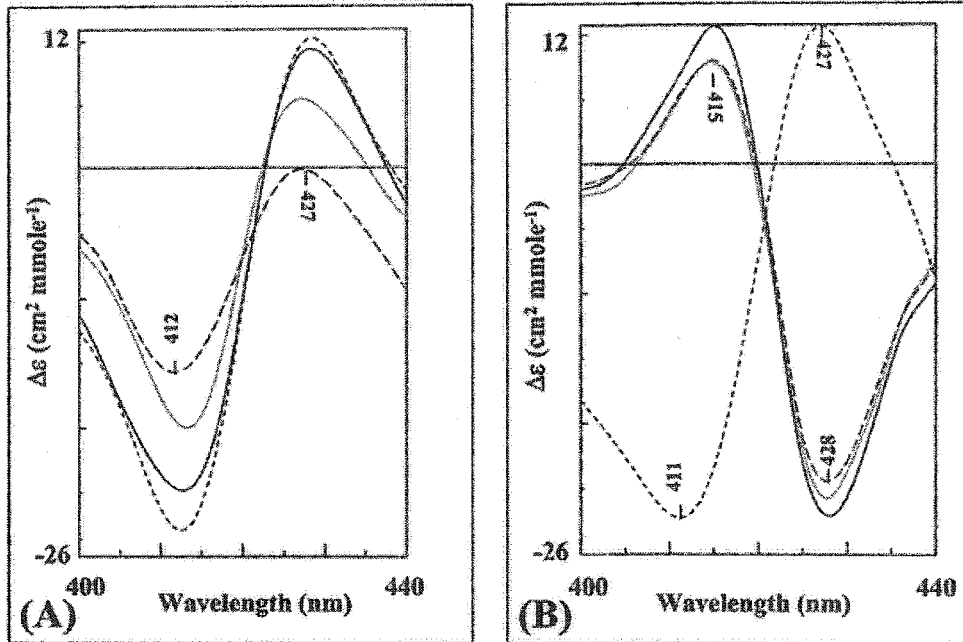 12
Δε (cm² mmole⁻¹)
412
427
-26
400
440
Wavelength (nm)
(A)
12
Δε (cm² mmole⁻¹)
415
427
411
428
-26
400
440
Wavelength (nm)
(B)